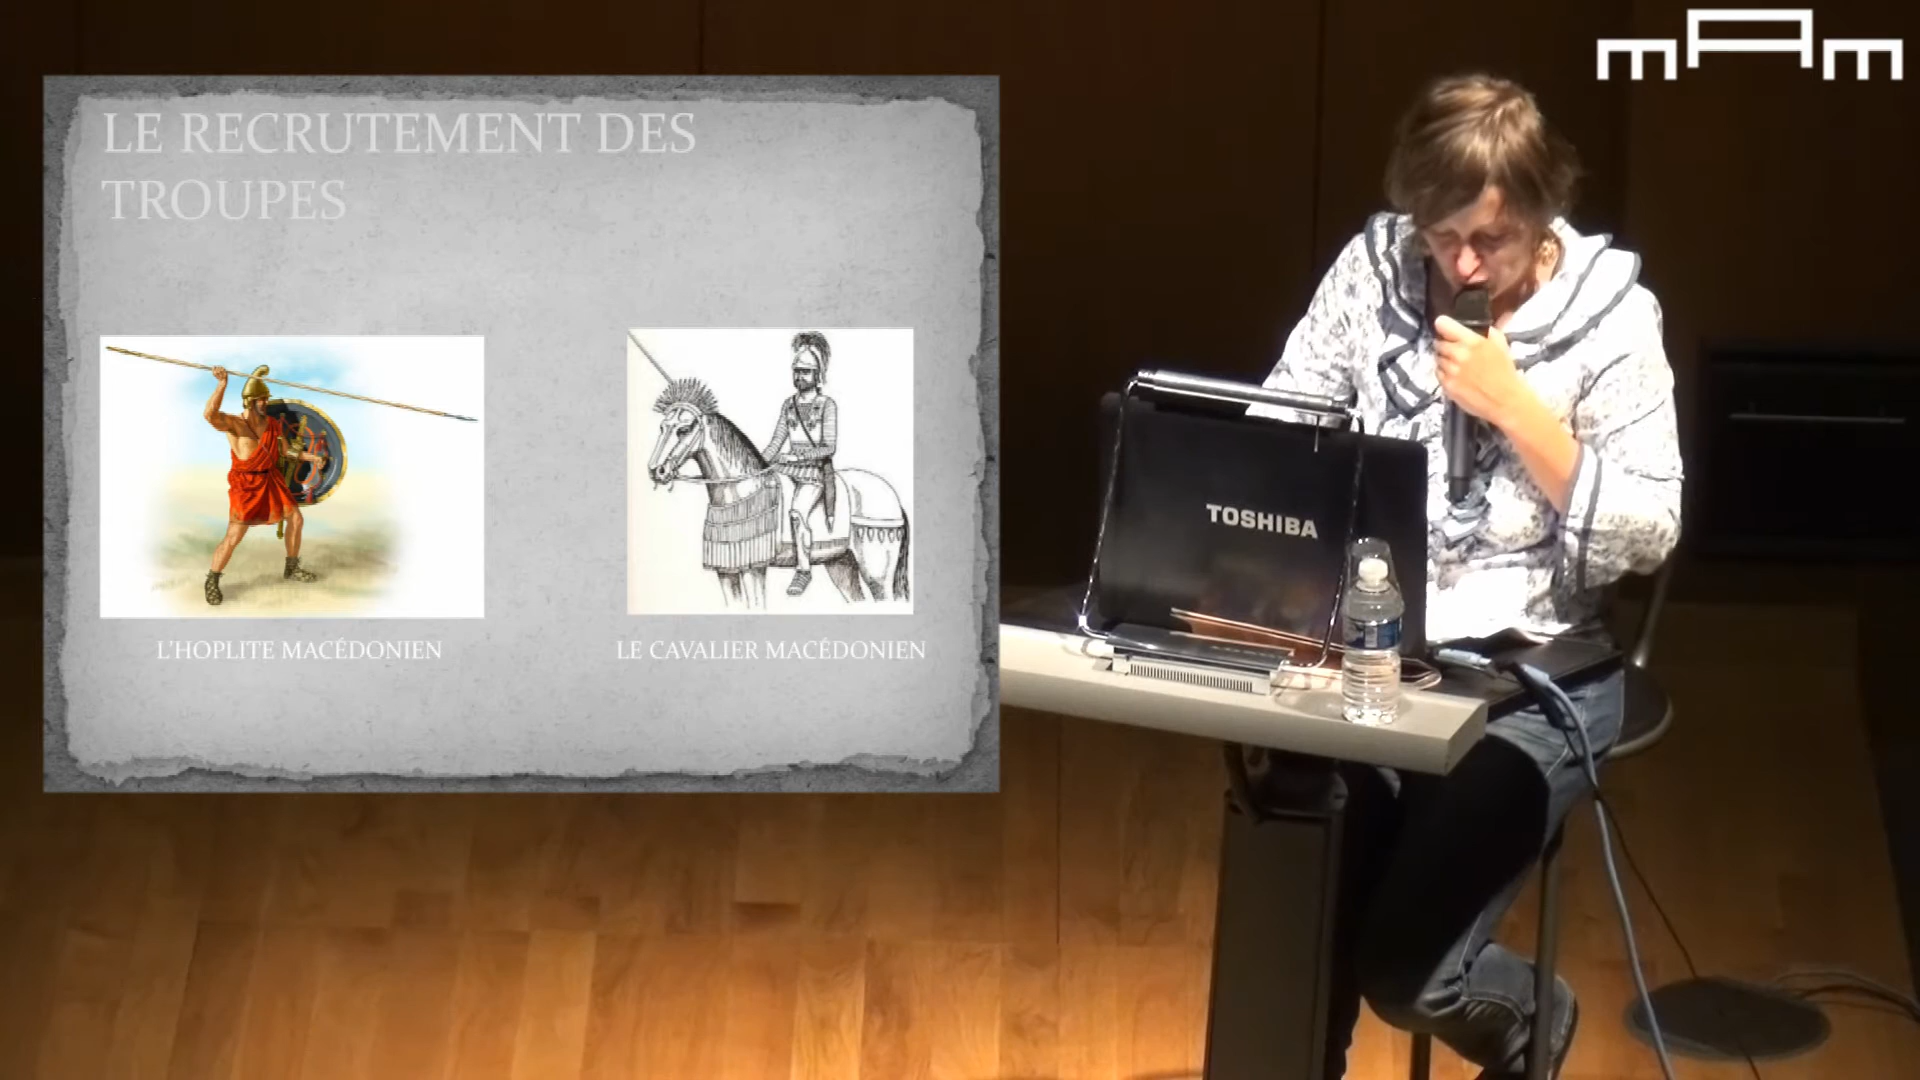 mAm
LE RECRUTEMENT DES
TROUPES
L'HOPLITE MACÉDONIEN
LE CAVALIER MACÉDONIEN
TOSHIBA